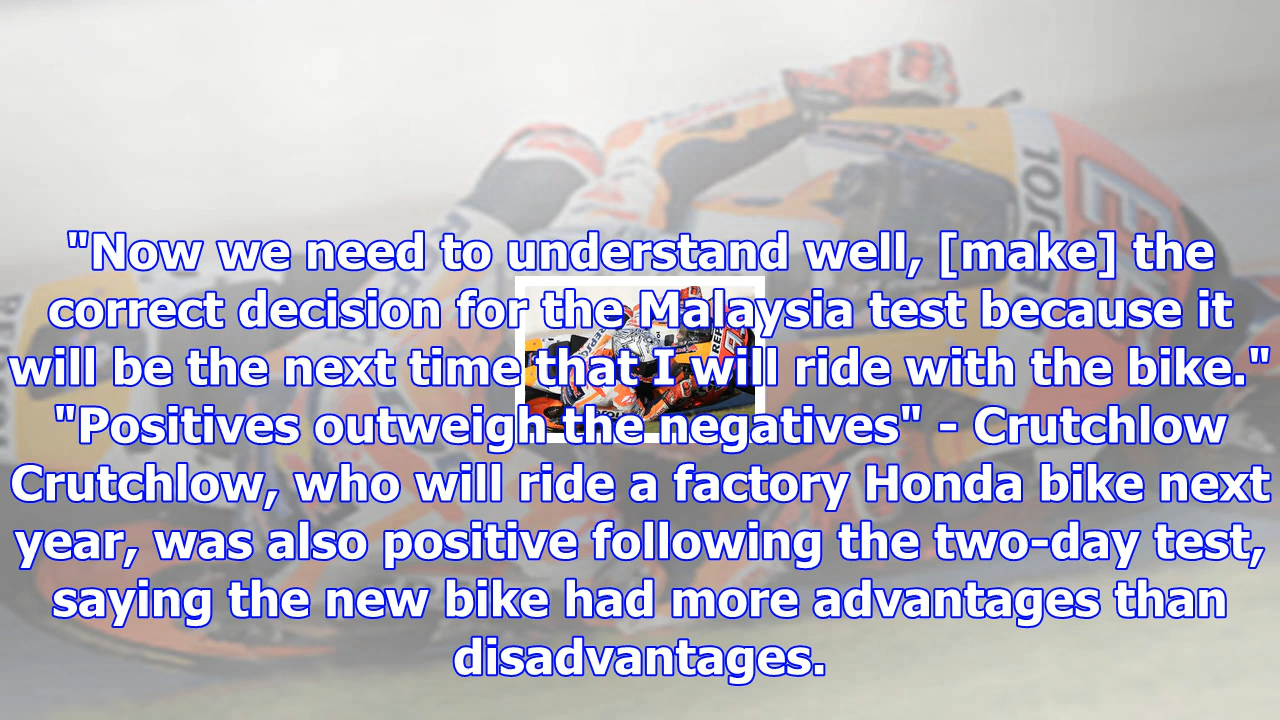 "Now we need to understand well, [make] the
correct decision for the Malaysia test because it
will be the next time that I will ride with the bike."
"Positives outweigh the negatives" - Crutchlow
Crutchlow, who will ride a factory Honda bike next
year, was also positive following the two-day test,
saying the new bike had more advantages than
disadvantages.